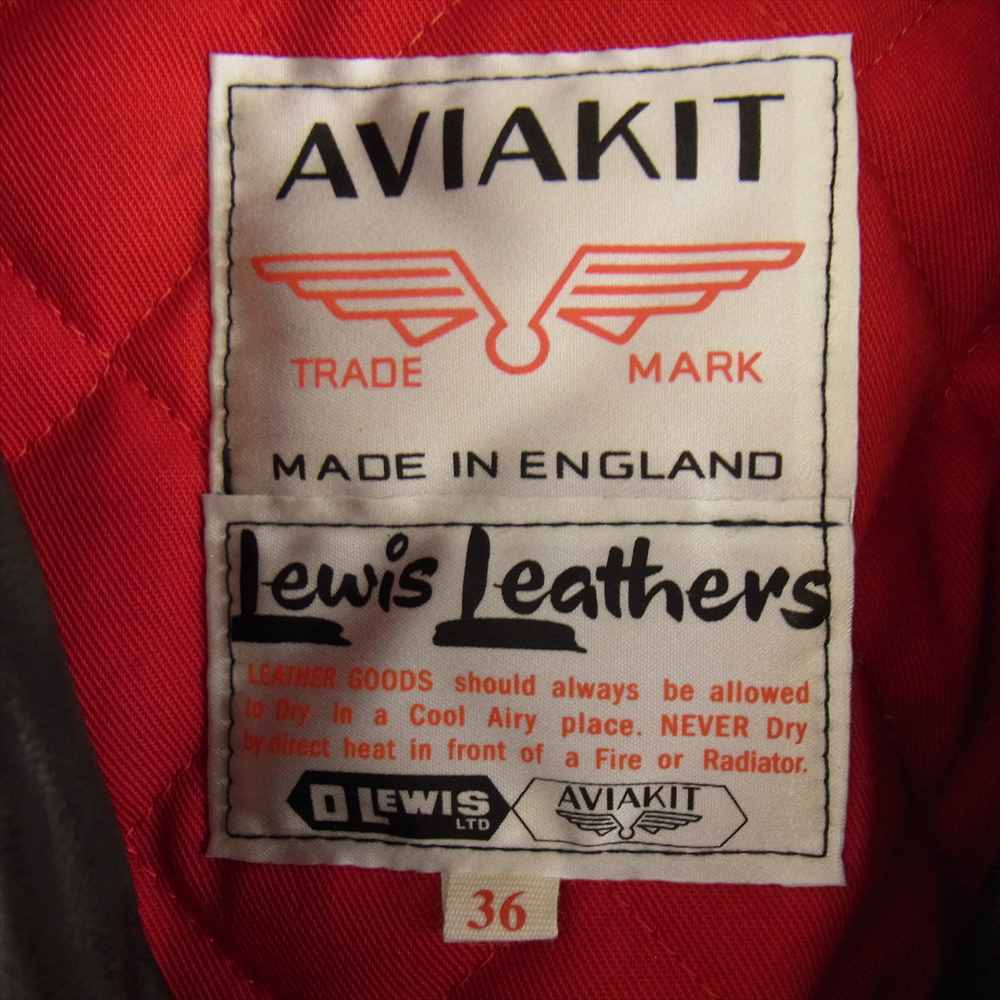 AVIAKIT
TRADE MARK
MADE IN ENGLAND
Lewis Leathers
LEATHER GOODS should always be allowed
to Dry in a Cool Airy place. NEVER Dry
by direct heat in front of a Fire or Radiator.
D LEWIS LTD
AVIAKIT
36